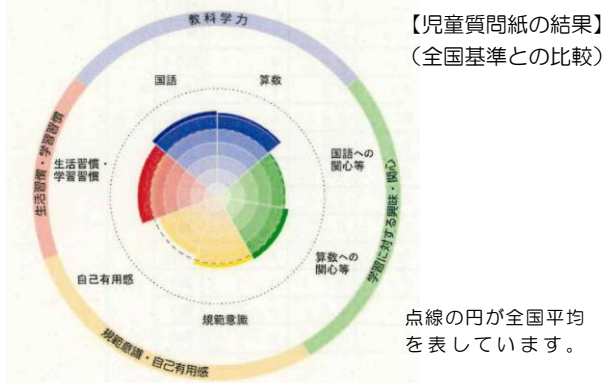 教科学力
【児童質問紙の結果】
（全国基準との比較）
国語
算数
生活習慣・学習習慣
生活習慣・
学習習慣
国語への
関心等
学習に対する興味・関心
算数への
関心等
自己有用感
規範意識
規範意識・自己有用感
点線の円が全国平均
を表しています。